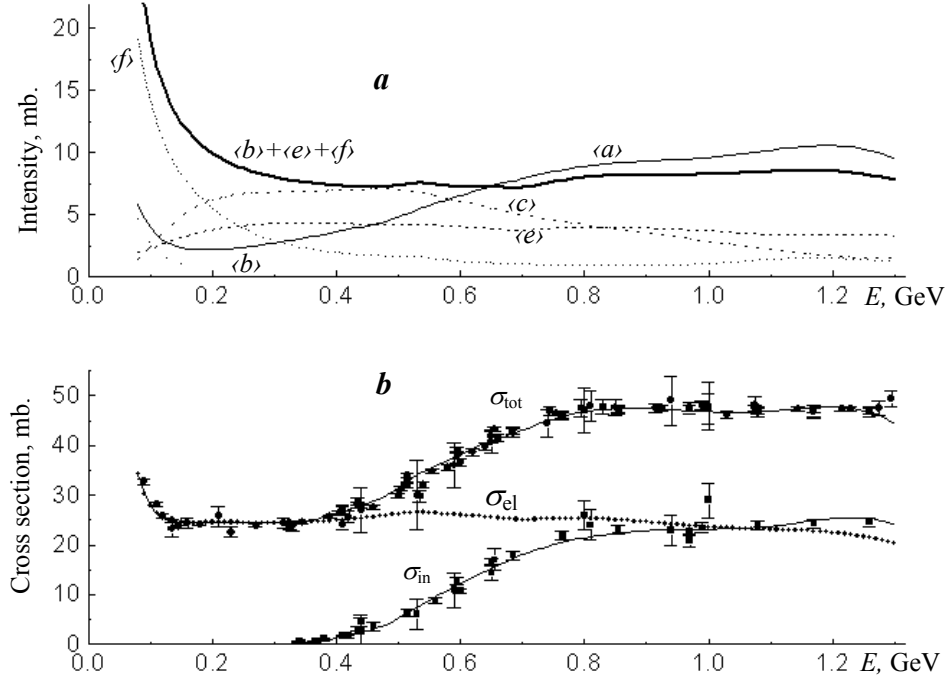 20
⟨f⟩
a
15
⟨b⟩+⟨e⟩+⟨f⟩
⟨a⟩
10
⟨c⟩
5
⟨e⟩
⟨b⟩
0
Intensity, mb.
0.0 0.2 0.4 0.6 0.8 1.0 1.2 E, GeV
b
50
σtot
40
30
σel
20
σin
10
0
Cross section, mb.
0.0 0.2 0.4 0.6 0.8 1.0 1.2 E, GeV